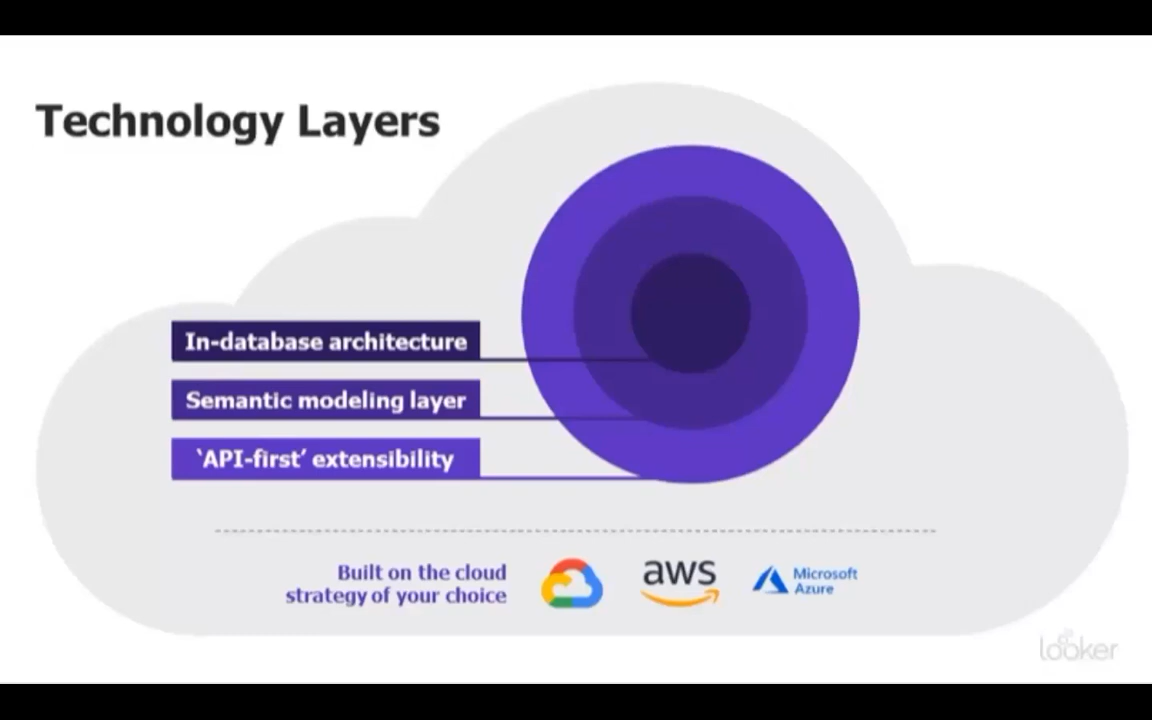 Technology Layers
In-database architecture
Semantic modeling layer
‘API-first’ extensibility
Built on the cloud
strategy of your choice
aws
Microsoft
Azure
looker